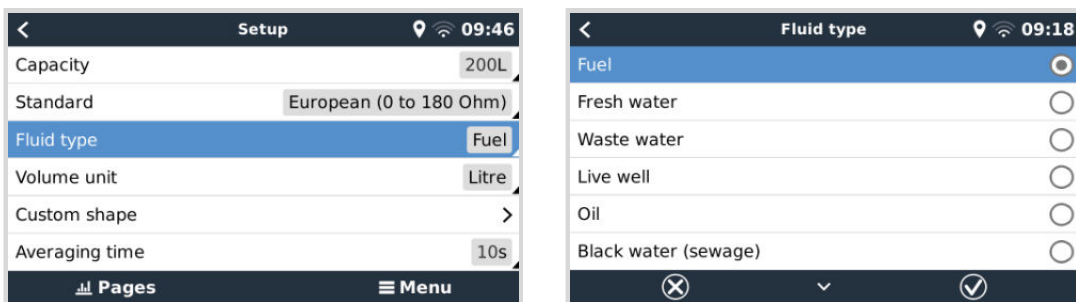 Setup 09:46
Capacity 200L
Standard European (0 to 180 Ohm)
Fluid type Fuel
Volume unit Litre
Custom shape
Averaging time 10s
Pages Menu
Fluid type 09:18
Fuel
Fresh water
Waste water
Live well
Oil
Black water (sewage)